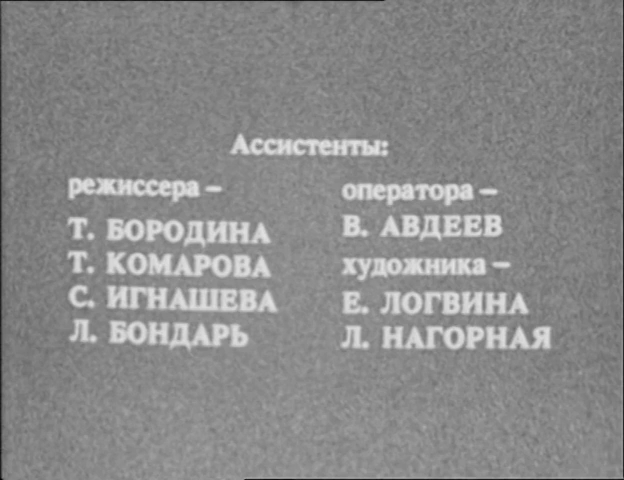 Ассистенты:
режиссера –
Т. БОРОДИНА
Т. КОМАРОВА
С. ИГНАШЕВА
Л. БОНДАРЬ
оператора –
В. АВДЕЕВ
художника –
Е. ЛОГВИНА
Л. НАГОРНАЯ